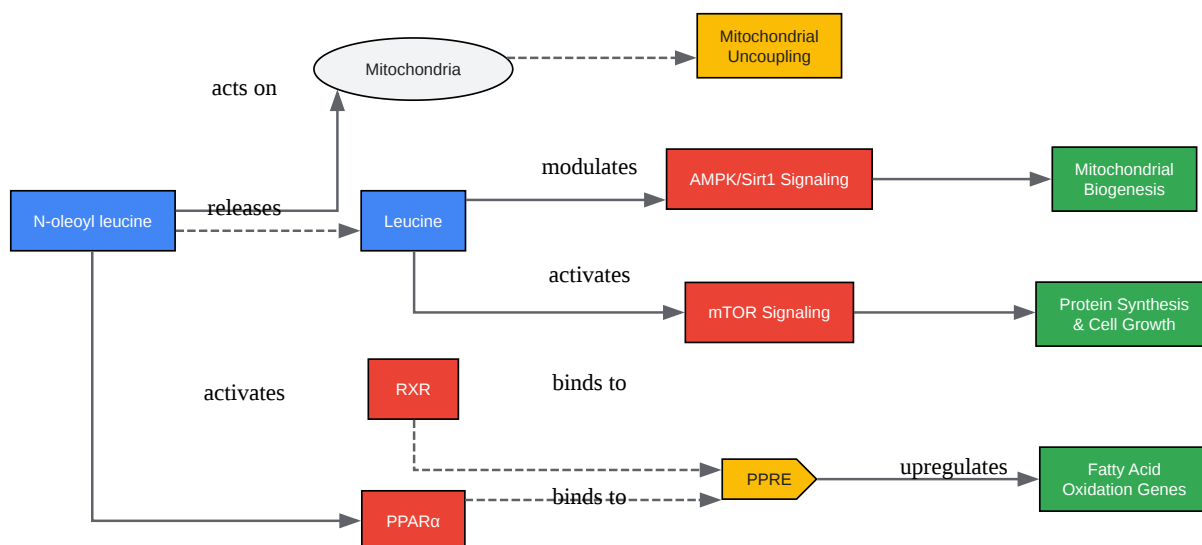 Mitochondrial
Uncoupling
Mitochondria
acts on
modulates
AMPK/Sirt1 Signaling
Mitochondrial
Biogenesis
N-oleoyl leucine
releases
Leucine
activates
mTOR Signaling
Protein Synthesis
& Cell Growth
activates
RXR
binds to
PPARα
binds to
PPRE
upregulates
Fatty Acid
Oxidation Genes